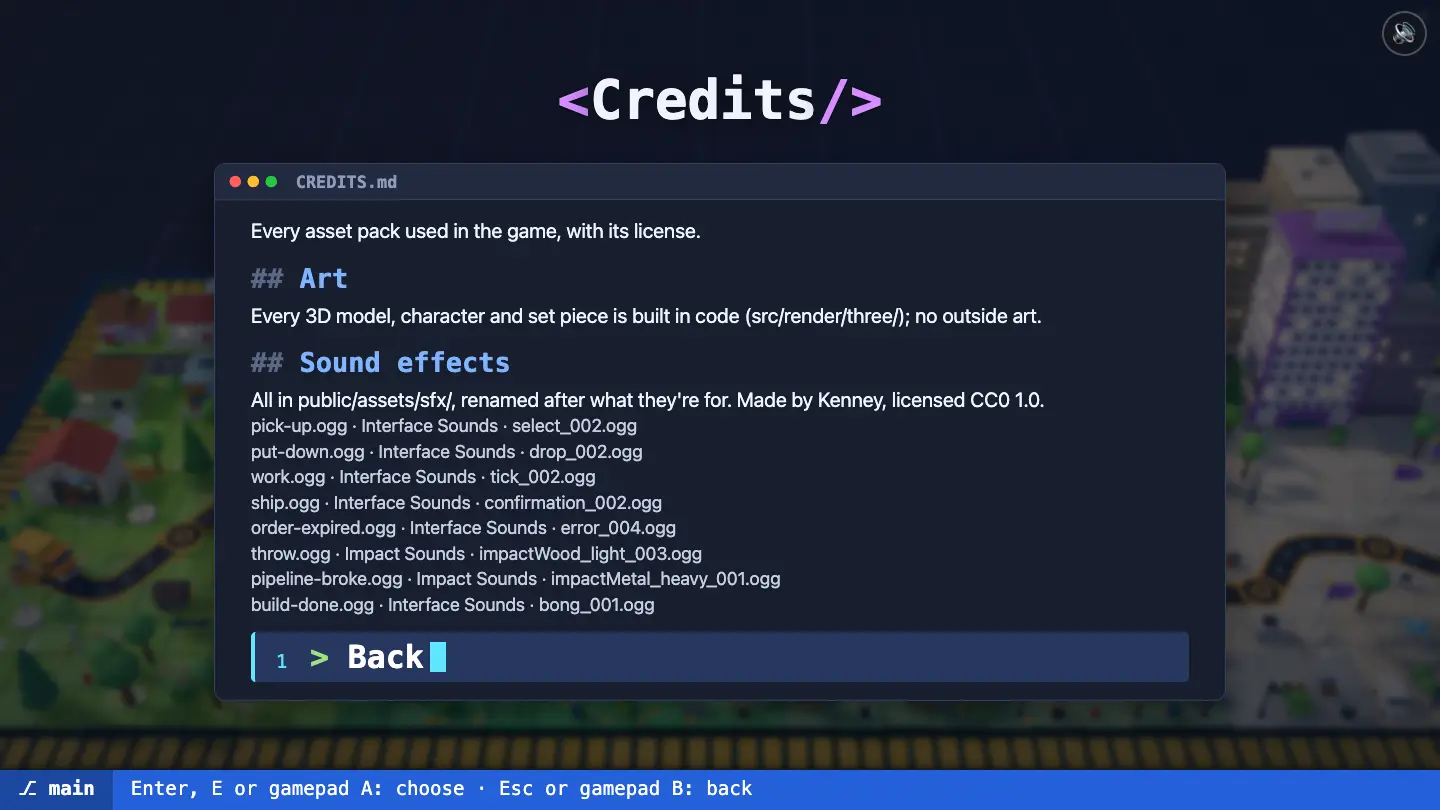 <Credits/>
CREDITS.md
Every asset pack used in the game, with its license.
## Art
Every 3D model, character and set piece is built in code (src/render/three/); no outside art.
## Sound effects
All in public/assets/sfx/, renamed after what they're for. Made by Kenney, licensed CC0 1.0.
pick-up.ogg · Interface Sounds · select_002.ogg
put-down.ogg · Interface Sounds · drop_002.ogg
work.ogg · Interface Sounds · tick_002.ogg
ship.ogg · Interface Sounds · confirmation_002.ogg
order-expired.ogg · Interface Sounds · error_004.ogg
throw.ogg · Impact Sounds · impactWood_light_003.ogg
pipeline-broke.ogg · Impact Sounds · impactMetal_heavy_001.ogg
build-done.ogg · Interface Sounds · bong_001.ogg
1 > Back
⎇ main Enter, E or gamepad A: choose · Esc or gamepad B: back